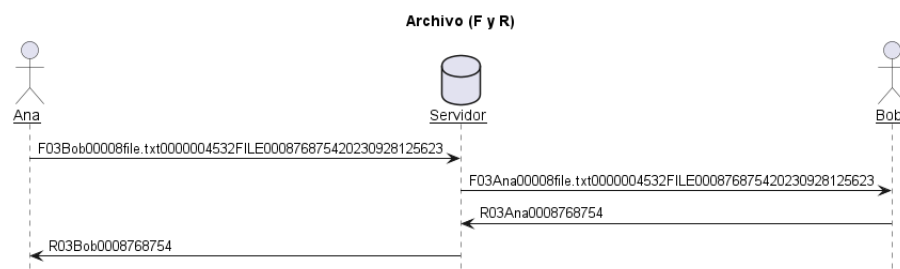 Archivo (F y R)
Ana
Servidor
Bob
F03Bob00008file.txt0000004532FILE000876875420230928125623
F03Ana00008file.txt0000004532FILE000876875420230928125623
R03Ana0008768754
R03Bob0008768754